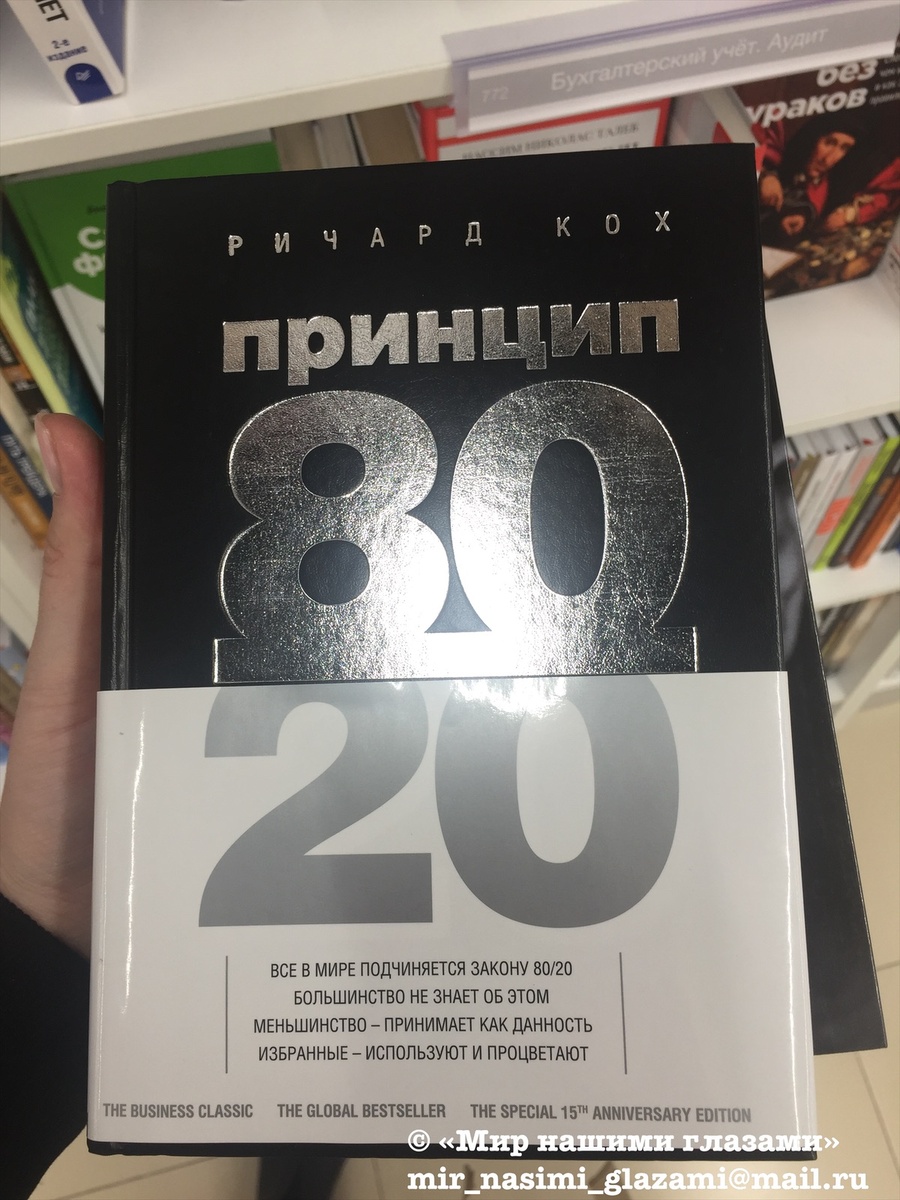 2-е
772 Бухгалтерский учёт. Аудит
без
НАССИМ НИКОЛАС ТАЛЕБ
РИЧАРД КОХ
принцип
80
20
ВСЕ В МИРЕ ПОДЧИНЯЕТСЯ ЗАКОНУ 80/20
БОЛЬШИНСТВО НЕ ЗНАЕТ ОБ ЭТОМ
МЕНЬШИНСТВО – ПРИНИМАЕТ КАК ДАННОСТЬ
ИЗБРАННЫЕ – ИСПОЛЬЗУЮТ И ПРОЦВЕТАЮТ
THE BUSINESS CLASSIC THE GLOBAL BESTSELLER THE SPECIAL 15TH ANNIVERSARY EDITION
© «Мир нашими глазами»
mir_nasimi_glazami@mail.ru